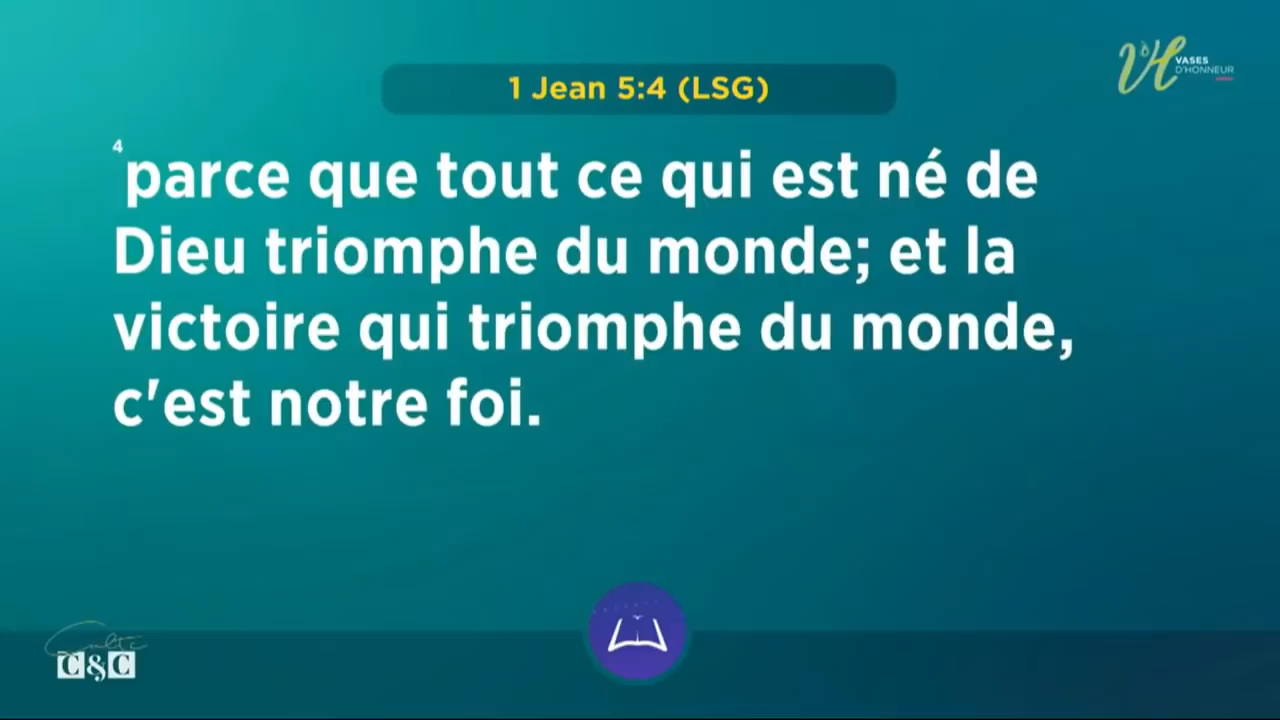 1 Jean 5:4 (LSG)
VASES
D'HONNEUR
4 parce que tout ce qui est né de
Dieu triomphe du monde; et la
victoire qui triomphe du monde,
c'est notre foi.
Culte
C&C